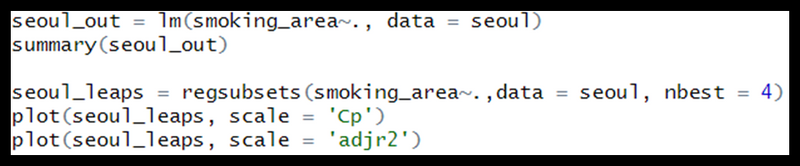 seoul_out = lm(smoking_area~., data = seoul)
summary(seoul_out)
seoul_leaps = regsubsets(smoking_area~.,data = seoul, nbest = 4)
plot(seoul_leaps, scale = 'Cp')
plot(seoul_leaps, scale = 'adjr2')